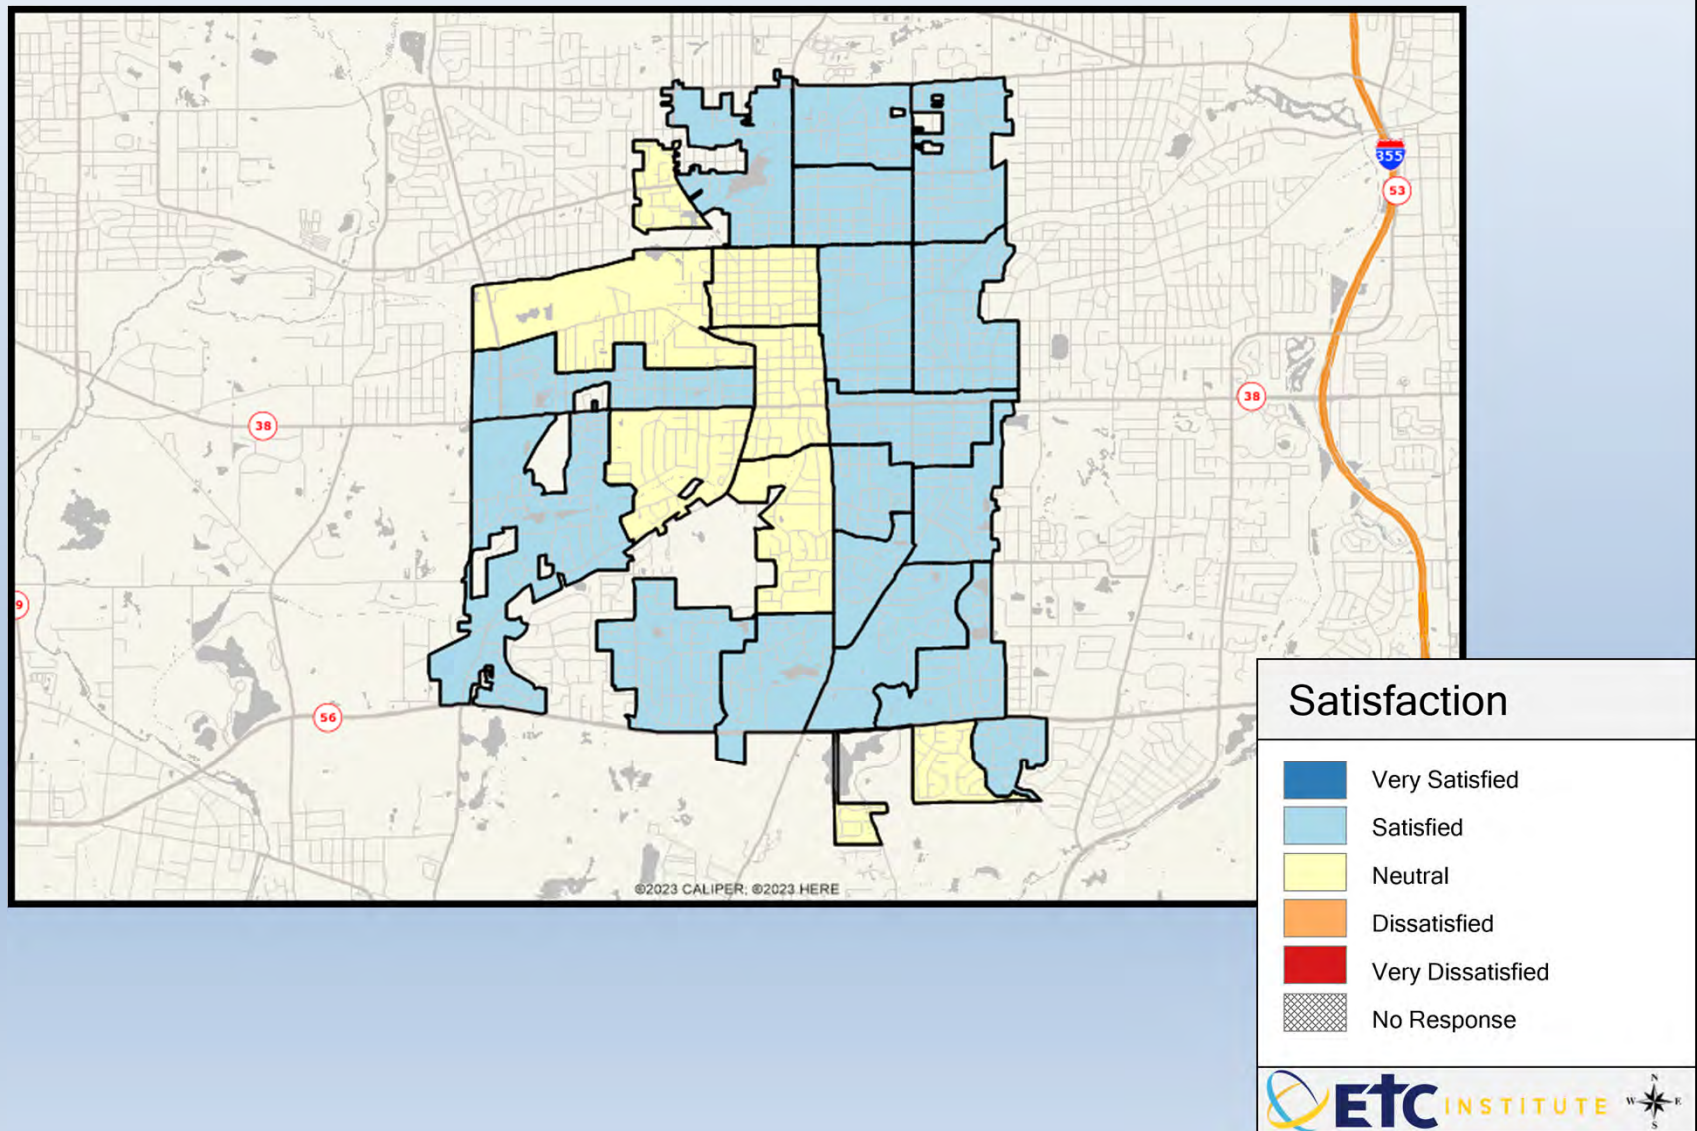 355
53
38
38
9
56
©2023 CALIPER; ©2023 HERE
Satisfaction
Very Satisfied
Satisfied
Neutral
Dissatisfied
Very Dissatisfied
No Response
ETC INSTITUTE
N
W E
S